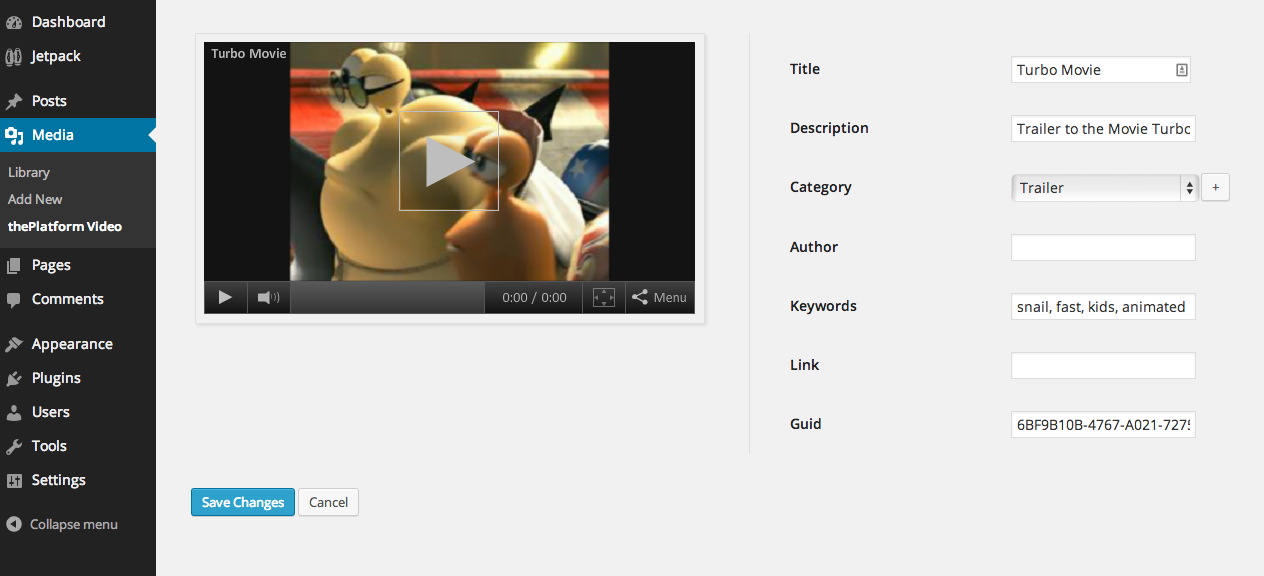 Dashboard
Jetpack
Posts
Media
Library
Add New
thePlatform Video
Pages
Comments
Appearance
Plugins
Users
Tools
Settings
Collapse menu
Turbo Movie
0:00 / 0:00
Menu
Title
Turbo Movie
Description
Trailer to the Movie Turbo
Category
Trailer
+
Author
Keywords
snail, fast, kids, animated
Link
Guid
6BF9B10B-4767-A021-7275
Save Changes
Cancel